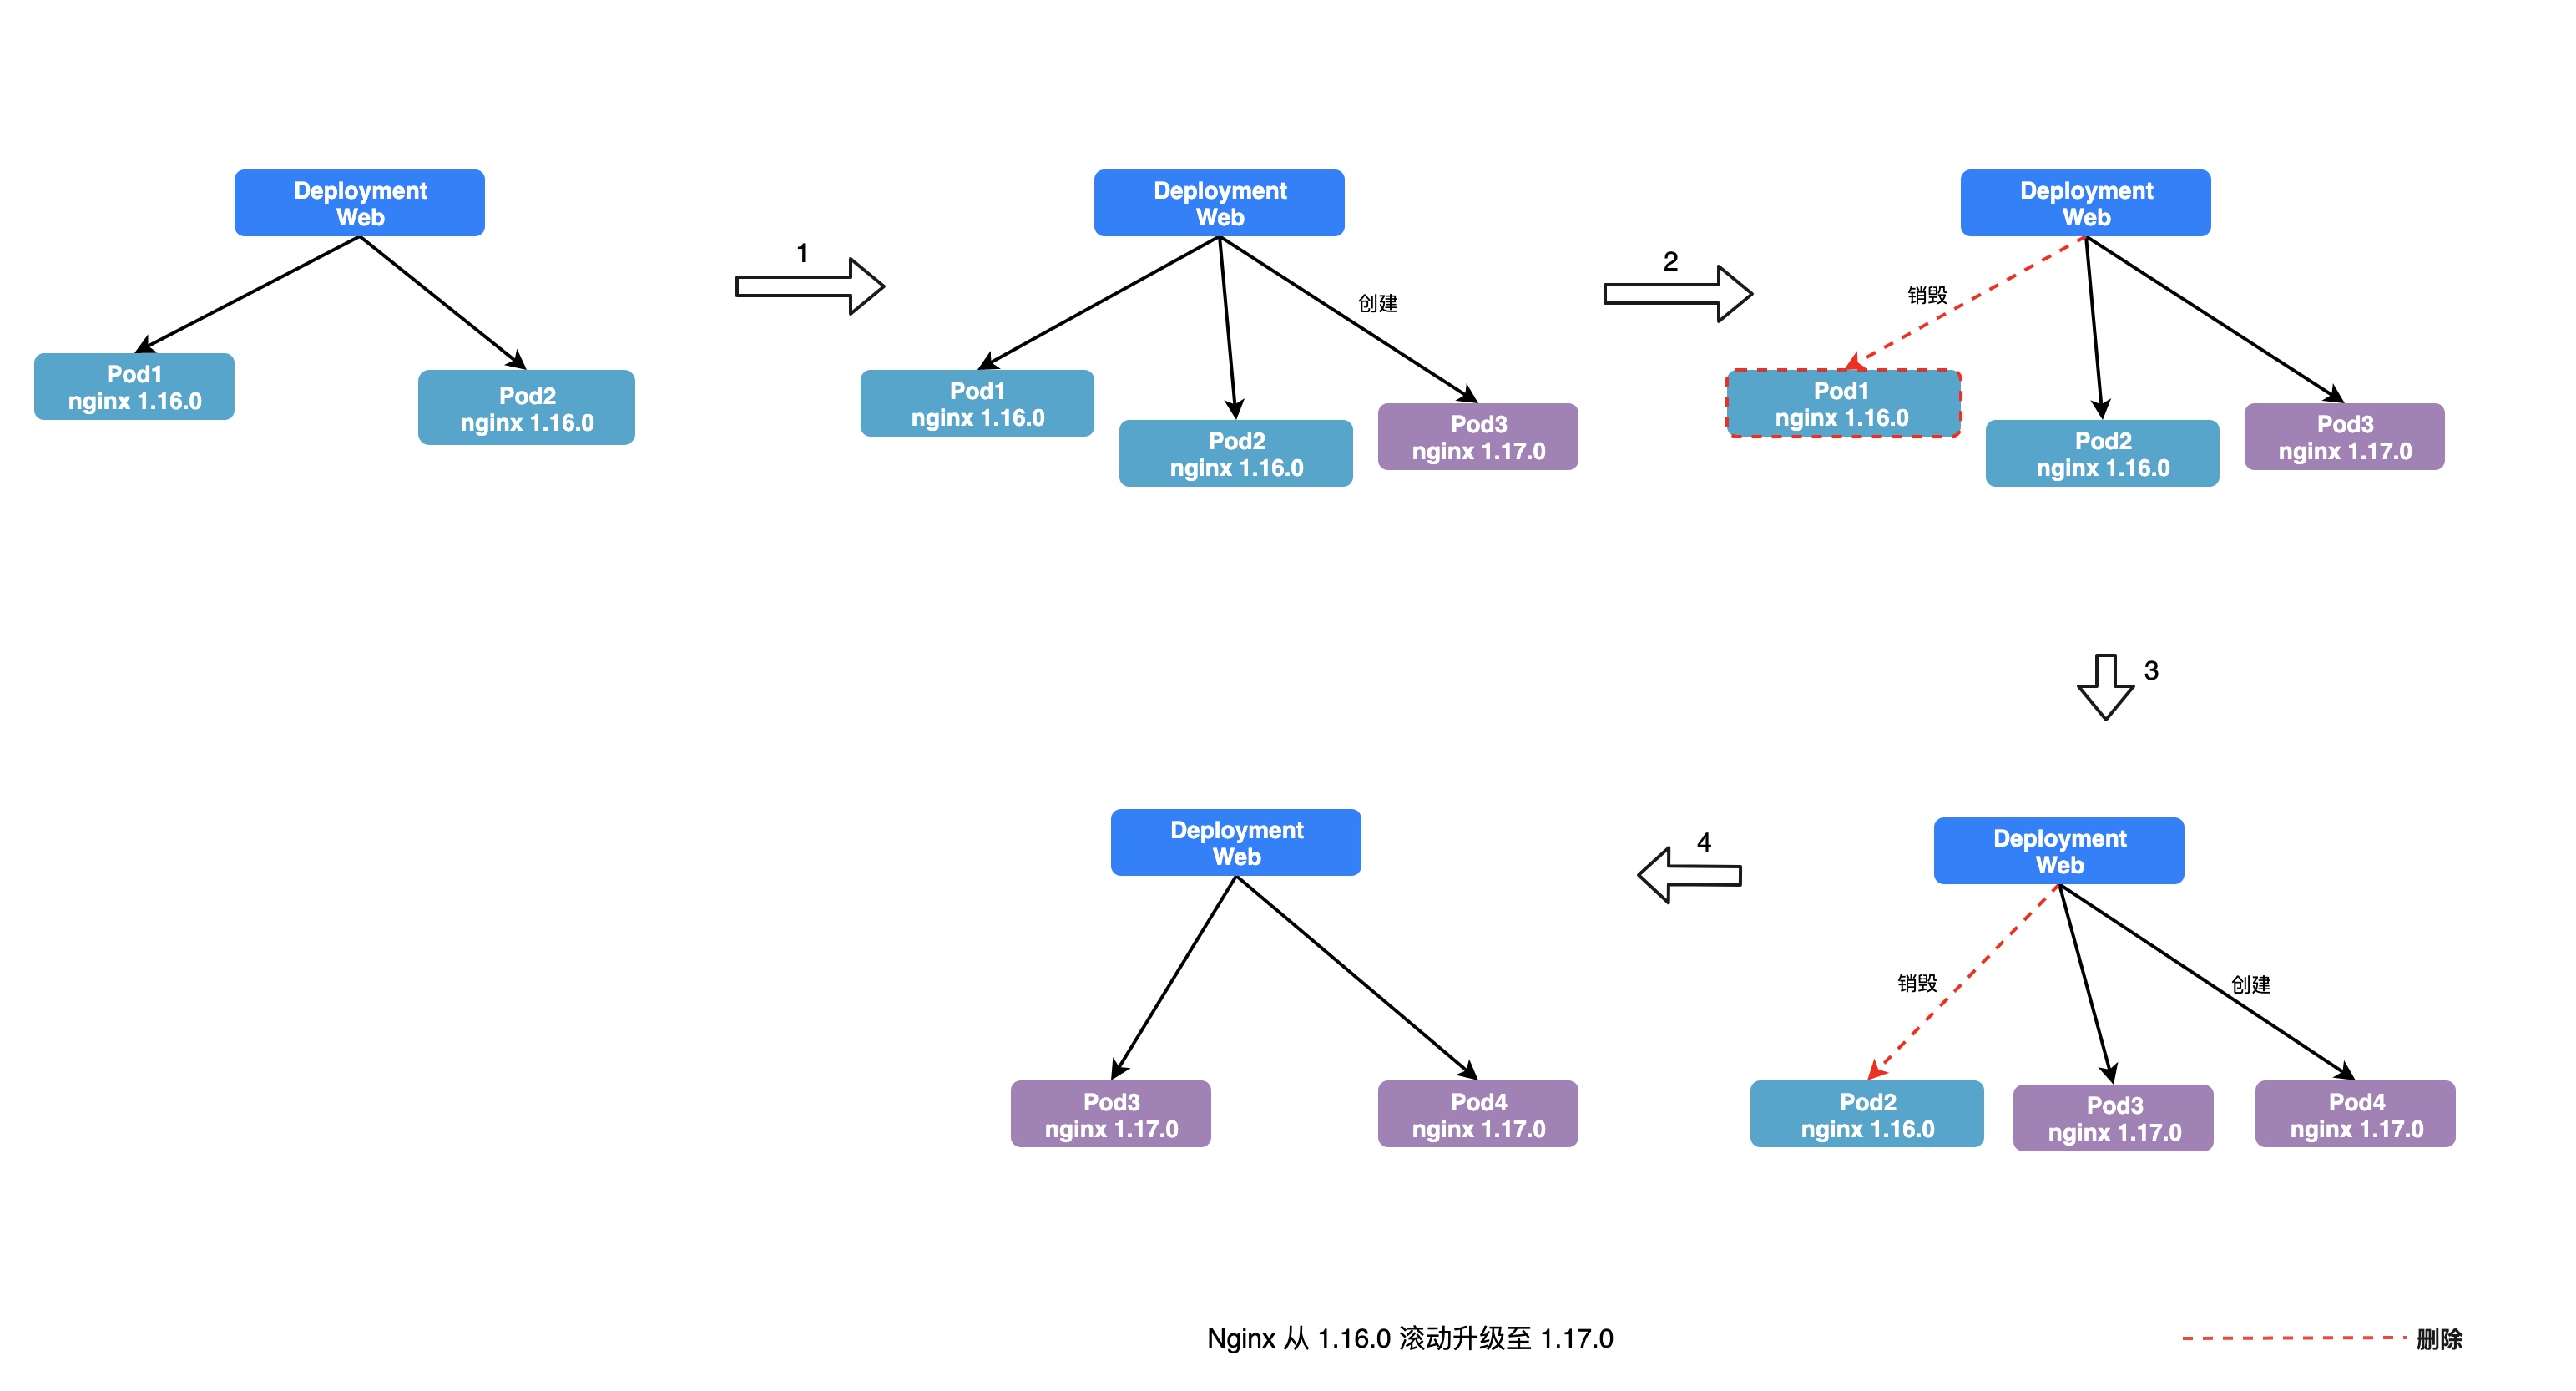 Deployment
Web
Pod1
nginx 1.16.0
Pod2
nginx 1.16.0
1
Deployment
Web
创建
Pod1
nginx 1.16.0
Pod2
nginx 1.16.0
Pod3
nginx 1.17.0
2
Deployment
Web
销毁
Pod1
nginx 1.16.0
Pod2
nginx 1.16.0
Pod3
nginx 1.17.0
3
Deployment
Web
销毁
创建
Pod2
nginx 1.16.0
Pod3
nginx 1.17.0
Pod4
nginx 1.17.0
4
Deployment
Web
Pod3
nginx 1.17.0
Pod4
nginx 1.17.0
Nginx 从 1.16.0 滚动升级至 1.17.0
删除